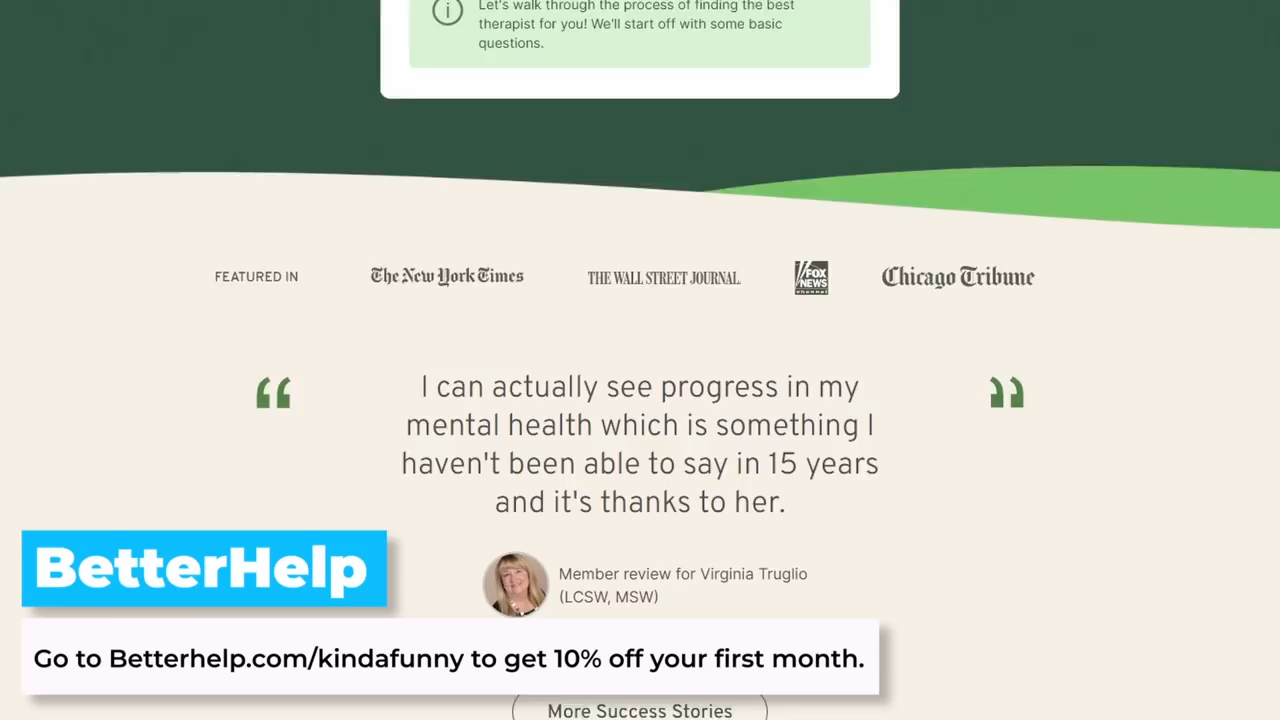 Let's walk through the process of finding the best
therapist for you! We'll start off with some basic
questions.
FEATURED IN
The New York Times
THE WALL STREET JOURNAL.
FOX
NEWS
channel
Chicago Tribune
“ I can actually see progress in my ”
mental health which is something I
haven't been able to say in 15 years
and it's thanks to her.
Member review for Virginia Truglio
(LCSW, MSW)
BetterHelp
Go to Betterhelp.com/kindafunny to get 10% off your first month.
More Success Stories